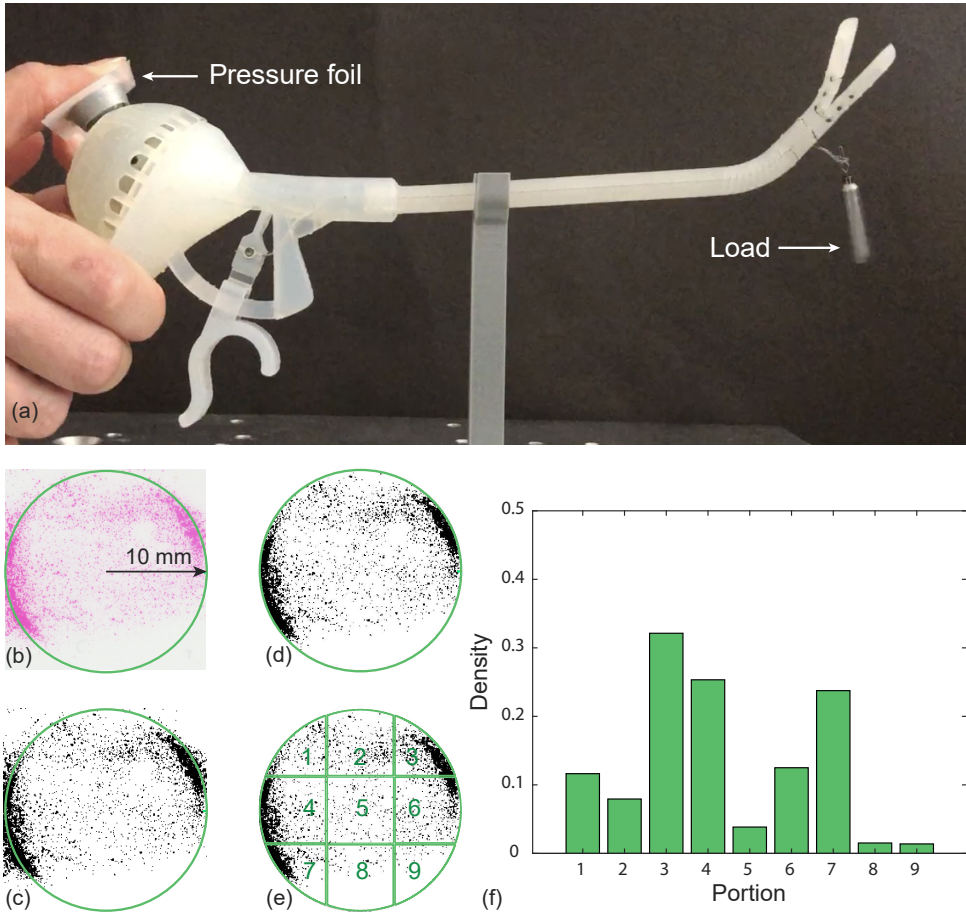 Pressure foil
Load
(a)
10 mm
(b)
(d)
(c)
1 2 3
4 5 6
7 8 9
(e)
0.5
0.4
0.3
0.2
0.1
0
Density
1 2 3 4 5 6 7 8 9
Portion
(f)